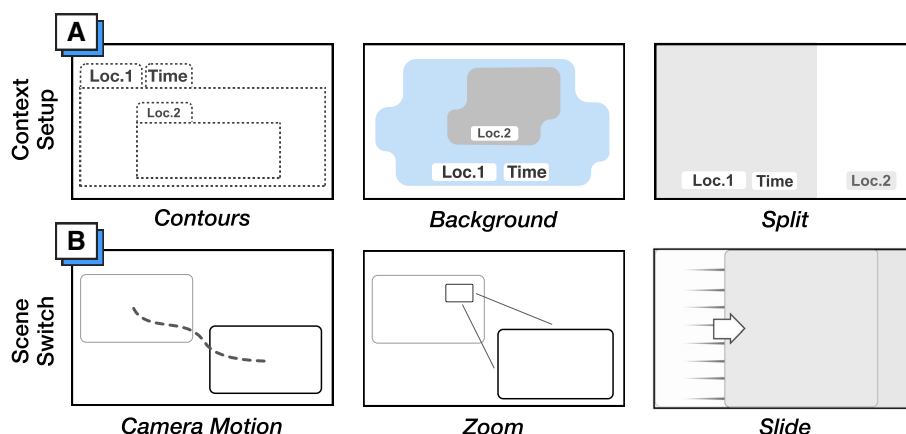 A
Context
Setup
Loc.1 Time
Loc.2
Contours
Loc.2
Loc.1 Time
Background
Loc.1 Time Loc.2
Split
B
Scene
Switch
Camera Motion
Zoom
Slide